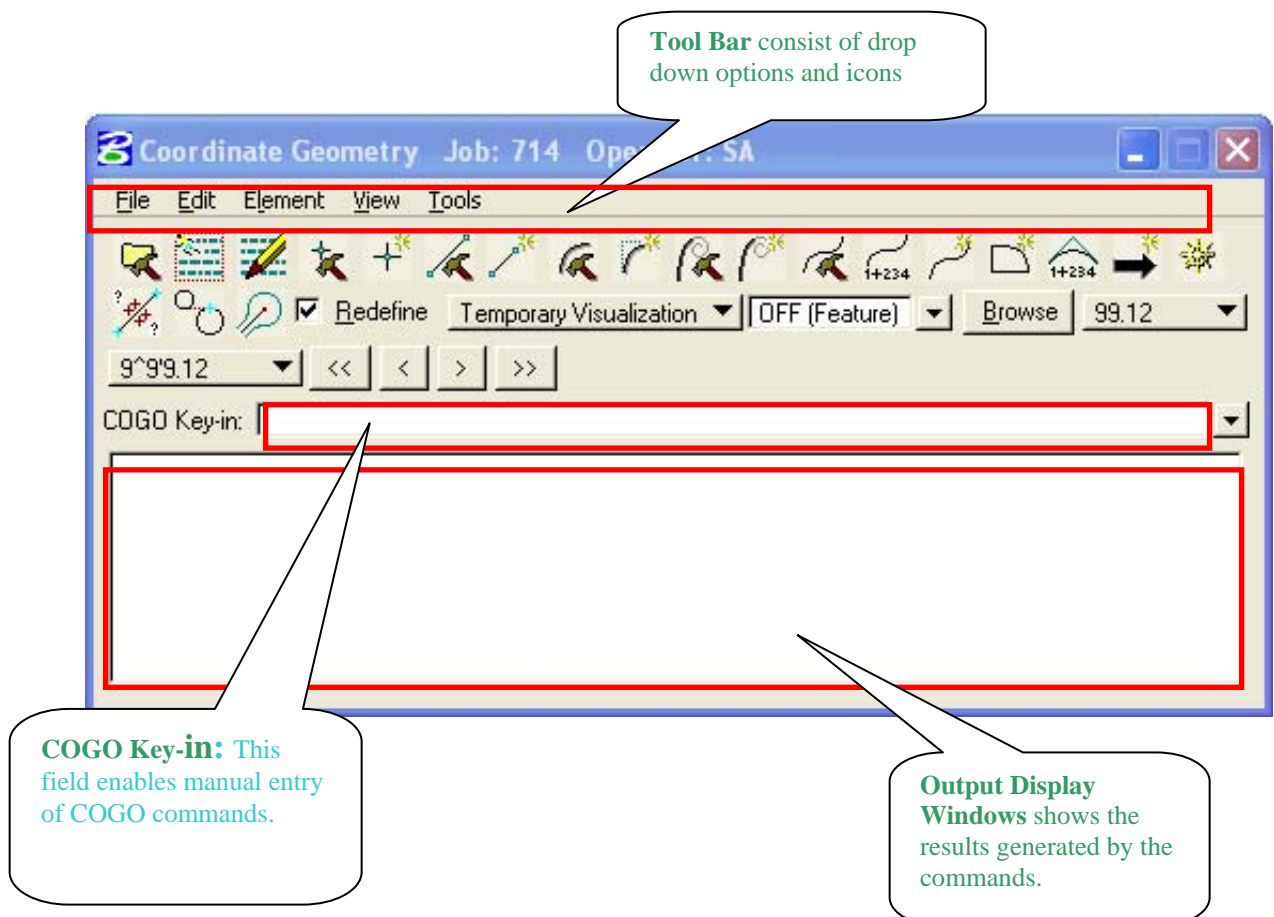 Tool Bar consist of drop
down options and icons
Coordinate Geometry Job: 714 SA
File Edit Element View Tools
1+234 1+234
Redefine Temporary Visualization OFF (Feature) Browse 99.12
9^9'9.12 << < > >>
COGO Key-in:
COGO Key-in: This
field enables manual entry
of COGO commands.
Output Display
Windows shows the
results generated by the
commands.